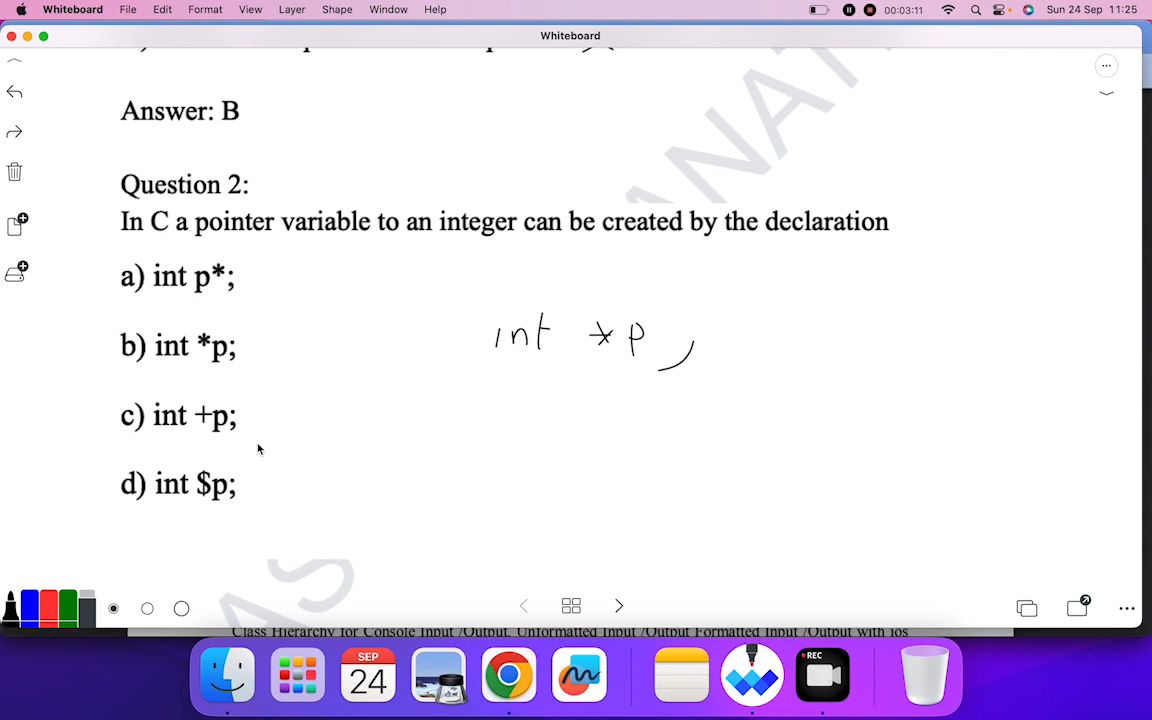 Whiteboard File Edit Format View Layer Shape Window Help 00:03:11 Sun 24 Sep 11:25
Whiteboard
Answer: B
Question 2:
In C a pointer variable to an integer can be created by the declaration
a) int p*;
b) int *p;
int *p
c) int +p;
d) int $p;
Class Hierarchy for Console Input /Output, Unformatted Input /Output Formatted Input /Output with ios
SEP
24
REC